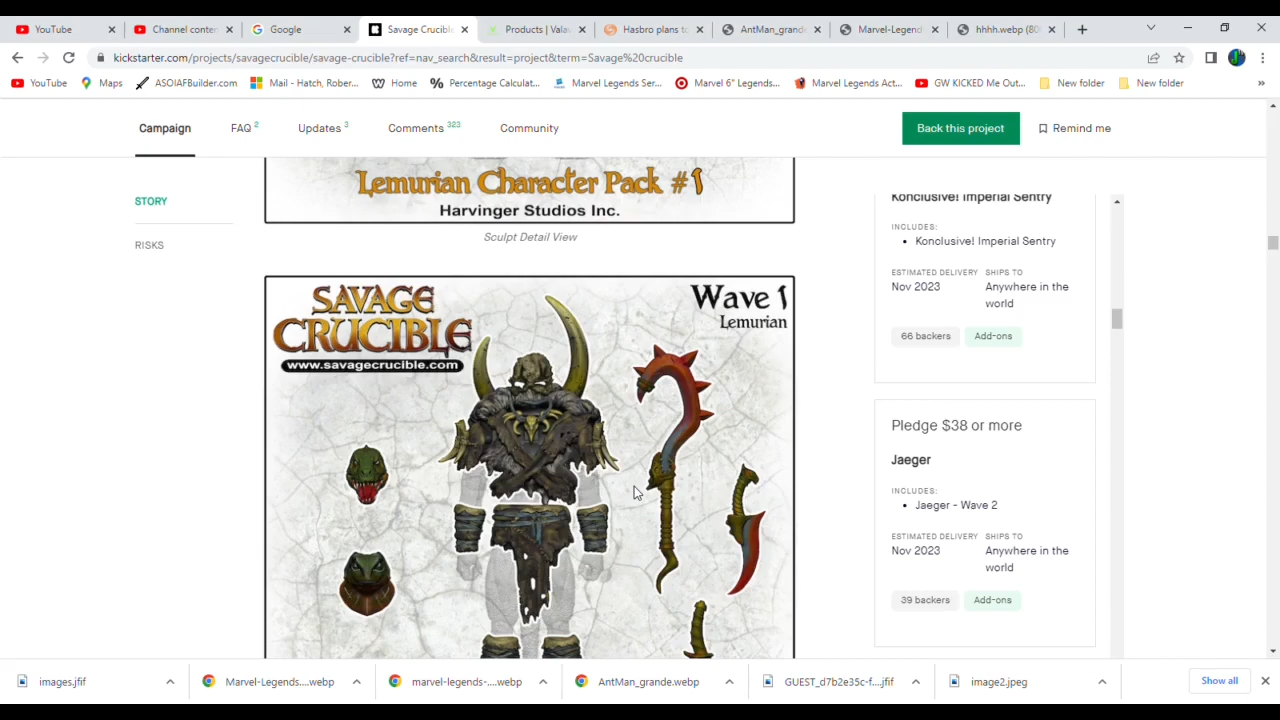 YouTube
Channel conten
Google
Savage Crucible
Products | Valav
Hasbro plans to
AntMan_grande
Marvel-Legend
hhhh.webp (80
kickstarter.com/projects/savagecrucible/savage-crucible?ref=nav_search&result=project&term=Savage%20crucible
YouTube
Maps
ASOIAFBuilder.com
Mail - Hatch, Rober...
Home
Percentage Calculat...
Marvel Legends Ser...
Marvel 6" Legends...
Marvel Legends Act...
GW KICKED Me Out...
New folder
New folder
Campaign
FAQ 2
Updates 3
Comments 323
Community
Back this project
Remind me
STORY
RISKS
Lemurian Character Pack #1
Harvinger Studios Inc.
Sculpt Detail View
SAVAGE
CRUCIBLE
www.savagecrucible.com
Wave 1
Lemurian
Konclusive! Imperial Sentry
INCLUDES:
• Konclusive! Imperial Sentry
ESTIMATED DELIVERY SHIPS TO
Nov 2023 Anywhere in the
world
66 backers Add-ons
Pledge $38 or more
Jaeger
INCLUDES:
• Jaeger - Wave 2
ESTIMATED DELIVERY SHIPS TO
Nov 2023 Anywhere in the
world
39 backers Add-ons
images.jfif
Marvel-Legends....webp
marvel-legends-....webp
AntMan_grande.webp
GUEST_d7b2e35c-f....jfif
image2.jpeg
Show all